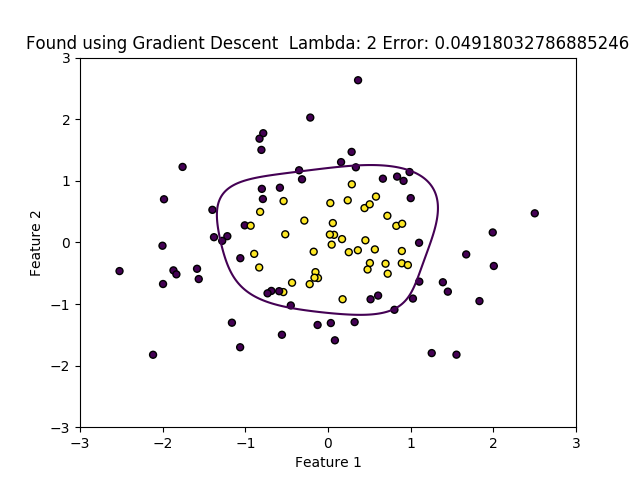 Found using Gradient Descent  Lambda: 2 Error: 0.04918032786885246
3
2
1
0
−1
−2
−3
Feature 2
−3 −2 −1 0 1 2 3
Feature 1